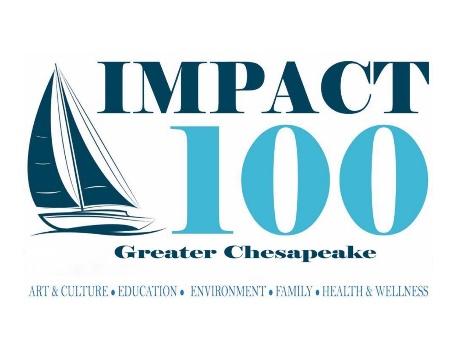 IMPACT
100
Greater Chesapeake
ART & CULTURE • EDUCATION • ENVIRONMENT • FAMILY • HEALTH & WELLNESS